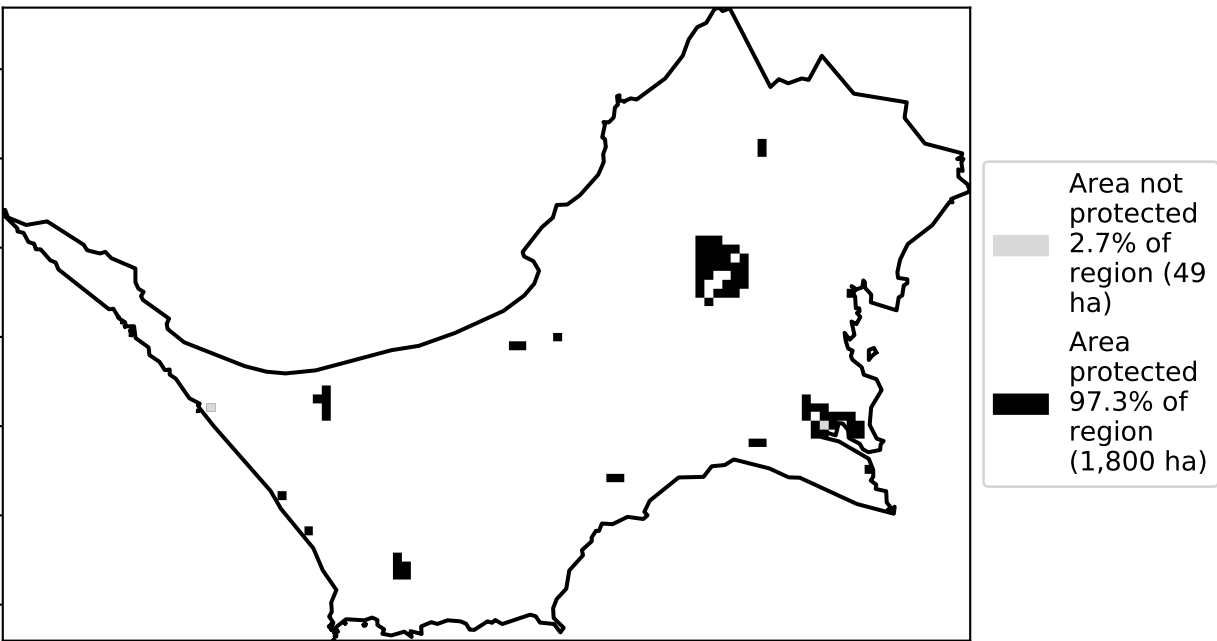 Area not
protected
2.7% of
region (49
ha)
Area
protected
97.3% of
region
(1,800 ha)